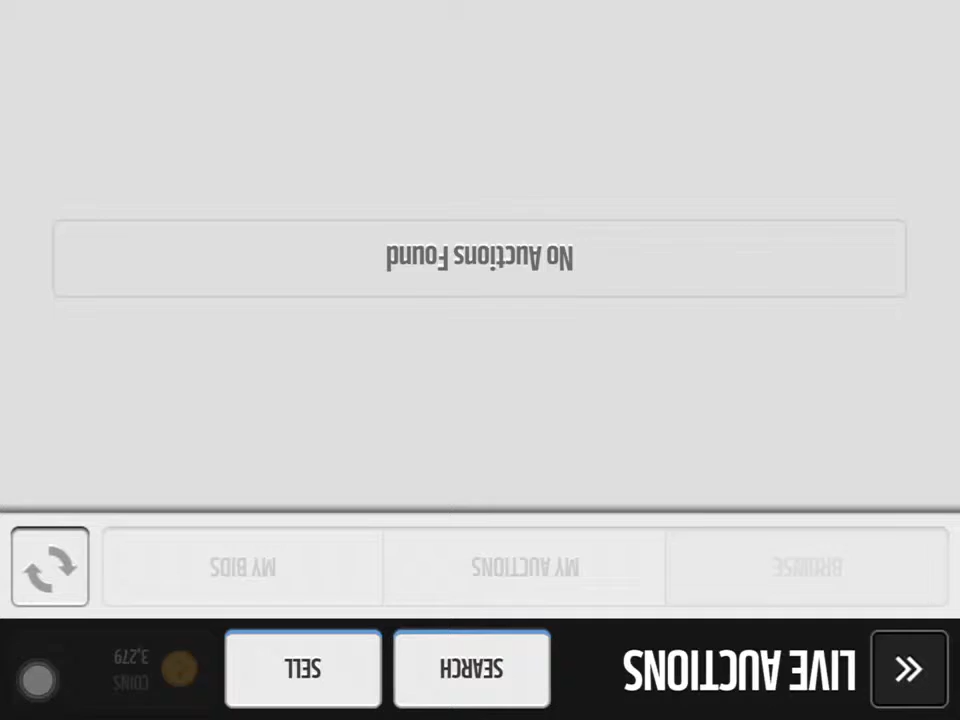 LIVE AUCTIONS
SEARCH
SELL
COINS
3,279
BROWSE
MY AUCTIONS
MY BIDS
No Auctions Found